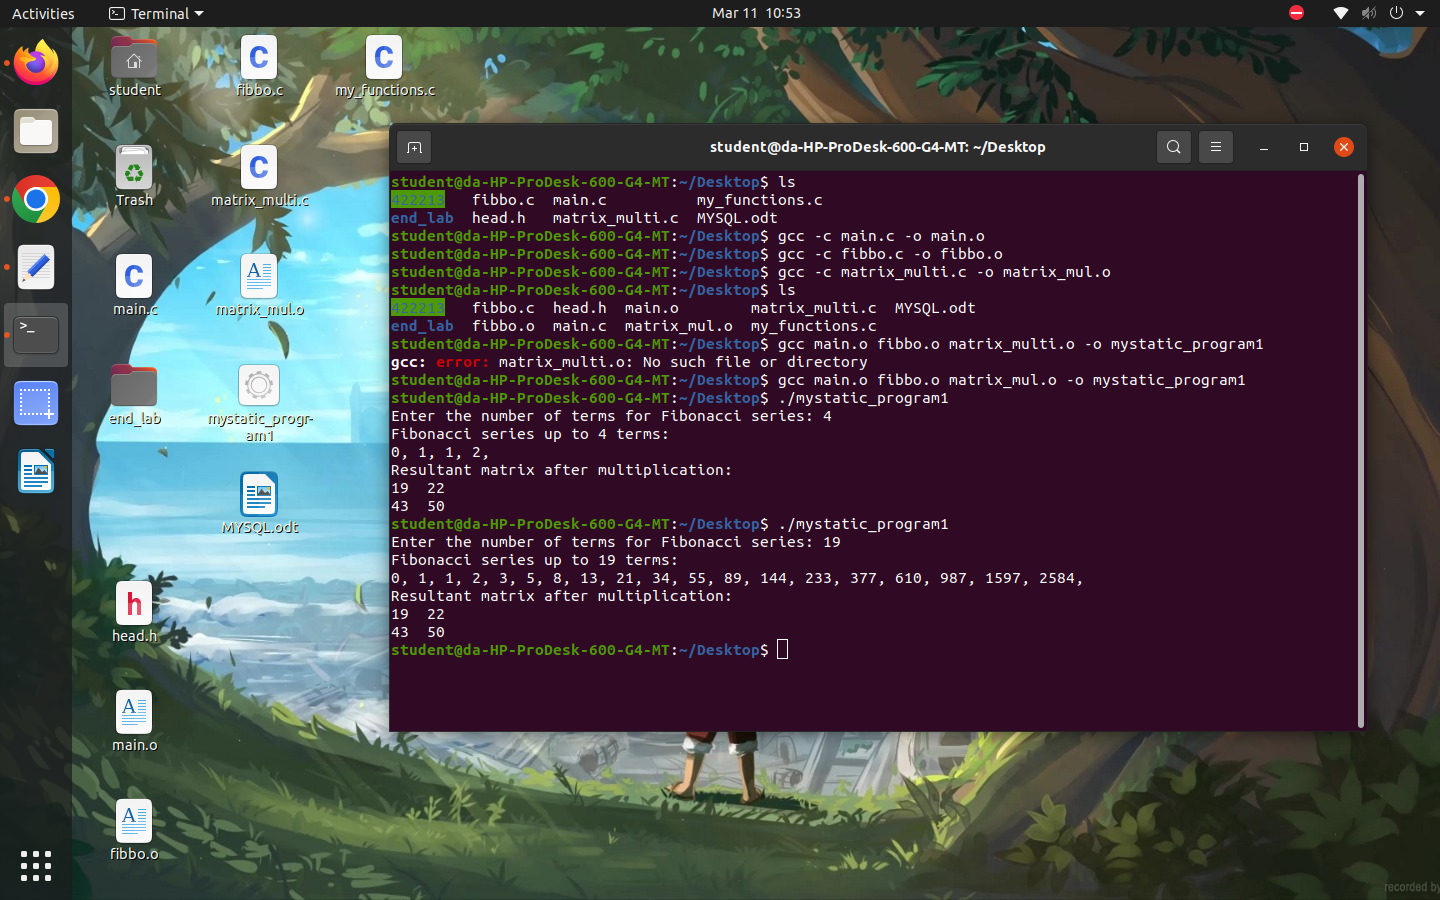 Activities
Terminal
Mar 11 10:53
student
fibbo.c
my_functions.c
Trash
matrix_multi.c
main.c
matrix_mul.o
end_lab
mystatic_progr-
am1
MYSQL.odt
head.h
main.o
fibbo.o
student@da-HP-ProDesk-600-G4-MT: ~/Desktop
student@da-HP-ProDesk-600-G4-MT:~/Desktop$ ls
422213 fibbo.c main.c my_functions.c
end_lab head.h matrix_multi.c MYSQL.odt
student@da-HP-ProDesk-600-G4-MT:~/Desktop$ gcc -c main.c -o main.o
student@da-HP-ProDesk-600-G4-MT:~/Desktop$ gcc -c fibbo.c -o fibbo.o
student@da-HP-ProDesk-600-G4-MT:~/Desktop$ gcc -c matrix_multi.c -o matrix_mul.o
student@da-HP-ProDesk-600-G4-MT:~/Desktop$ ls
422213 fibbo.c head.h main.o matrix_multi.c MYSQL.odt
end_lab fibbo.o main.c matrix_mul.o my_functions.c
student@da-HP-ProDesk-600-G4-MT:~/Desktop$ gcc main.o fibbo.o matrix_multi.o -o mystatic_program1
gcc: error: matrix_multi.o: No such file or directory
student@da-HP-ProDesk-600-G4-MT:~/Desktop$ gcc main.o fibbo.o matrix_mul.o -o mystatic_program1
student@da-HP-ProDesk-600-G4-MT:~/Desktop$ ./mystatic_program1
Enter the number of terms for Fibonacci series: 4
Fibonacci series up to 4 terms:
0, 1, 1, 2,
Resultant matrix after multiplication:
19 22
43 50
student@da-HP-ProDesk-600-G4-MT:~/Desktop$ ./mystatic_program1
Enter the number of terms for Fibonacci series: 19
Fibonacci series up to 19 terms:
0, 1, 1, 2, 3, 5, 8, 13, 21, 34, 55, 89, 144, 233, 377, 610, 987, 1597, 2584,
Resultant matrix after multiplication:
19 22
43 50
student@da-HP-ProDesk-600-G4-MT:~/Desktop$
recorded by